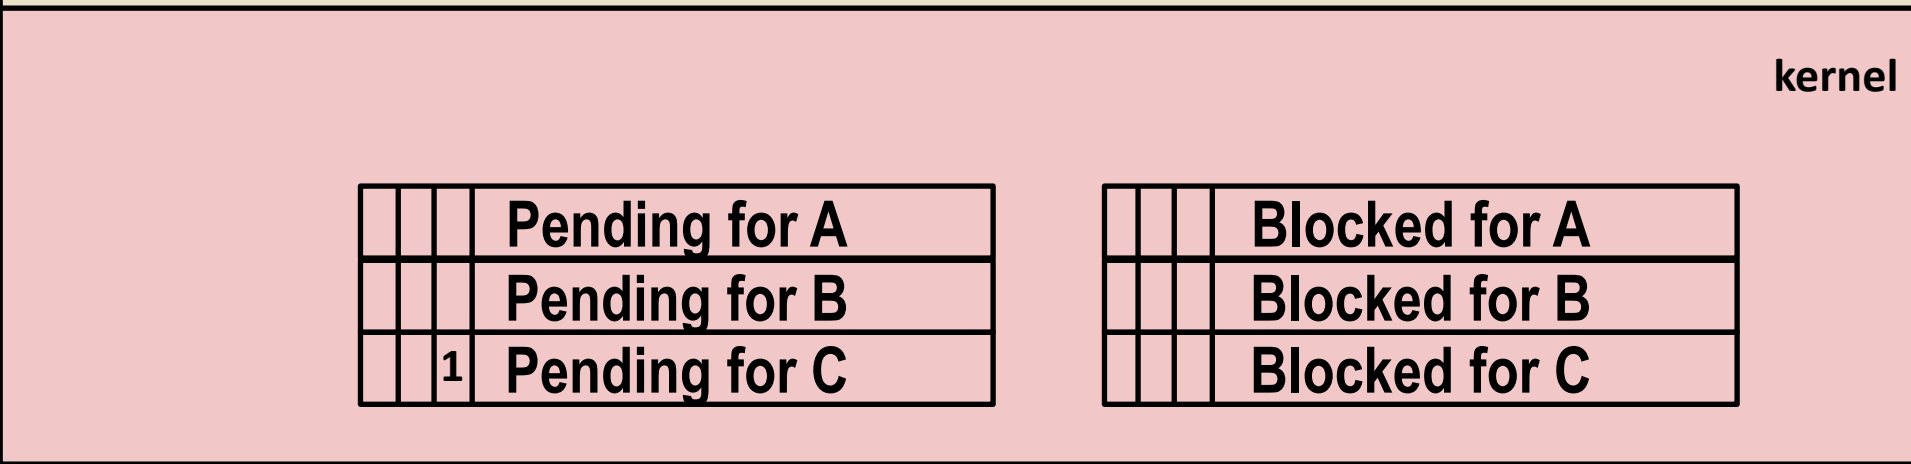 kernel
Pending for A Blocked for A
Pending for B Blocked for B
1 Pending for C Blocked for C